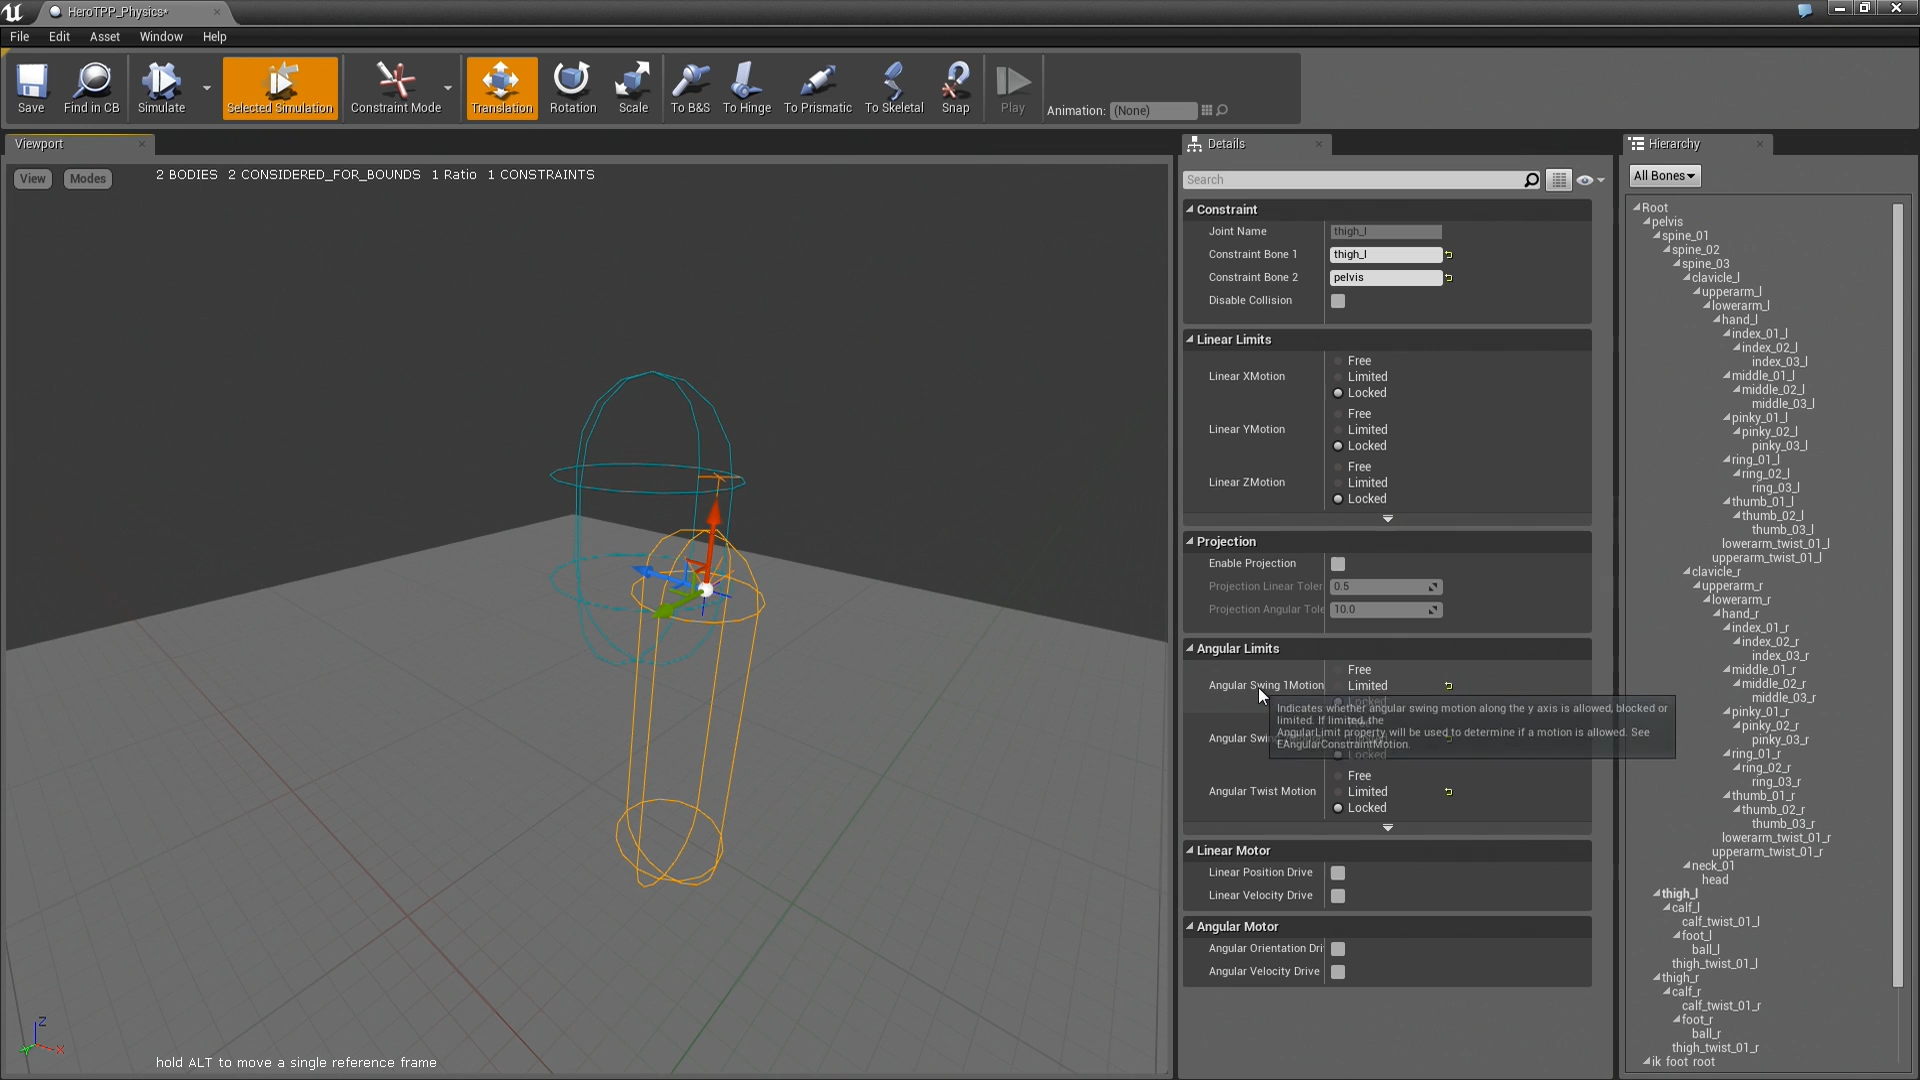 HeroTPP_Physics*
File Edit Asset Window Help
Save
Find in CB
Simulate
Selected Simulation
Constraint Mode
Translation
Rotation
Scale
To B&S
To Hinge
To Prismatic
To Skeletal
Snap
Play
Animation: (None)
Viewport
View Modes
2 BODIES 2 CONSIDERED_FOR_BOUNDS 1 Ratio 1 CONSTRAINTS
hold ALT to move a single reference frame
Z
X
Details
Search
Constraint
Joint Name thigh_l
Constraint Bone 1 thigh_l
Constraint Bone 2 pelvis
Disable Collision
Linear Limits
Free
Linear XMotion Limited
Locked
Free
Linear YMotion Limited
Locked
Free
Linear ZMotion Limited
Locked
Projection
Enable Projection
Projection Linear Toler 0.5
Projection Angular Tole 10.0
Angular Limits
Free
Angular Swing 1Motion Limited
Locked
Indicates whether angular swing motion along the y axis is allowed, blocked or
limited. If limited, the
AngularLimit property will be used to determine if a motion is allowed. See
EAngularConstraintMotion.
Angular Swi
Locked
Free
Angular Twist Motion Limited
Locked
Linear Motor
Linear Position Drive
Linear Velocity Drive
Angular Motor
Angular Orientation Dri
Angular Velocity Drive
Hierarchy
All Bones
Root
pelvis
spine_01
spine_02
spine_03
clavicle_l
upperarm_l
lowerarm_l
hand_l
index_01_l
index_02_l
index_03_l
middle_01_l
middle_02_l
middle_03_l
pinky_01_l
pinky_02_l
pinky_03_l
ring_01_l
ring_02_l
ring_03_l
thumb_01_l
thumb_02_l
thumb_03_l
lowerarm_twist_01_l
upperarm_twist_01_l
clavicle_r
upperarm_r
lowerarm_r
hand_r
index_01_r
index_02_r
index_03_r
middle_01_r
middle_02_r
middle_03_r
pinky_01_r
pinky_02_r
pinky_03_r
ring_01_r
ring_02_r
ring_03_r
thumb_01_r
thumb_02_r
thumb_03_r
lowerarm_twist_01_r
upperarm_twist_01_r
neck_01
head
thigh_l
calf_l
calf_twist_01_l
foot_l
ball_l
thigh_twist_01_l
thigh_r
calf_r
calf_twist_01_r
foot_r
ball_r
thigh_twist_01_r
ik foot root